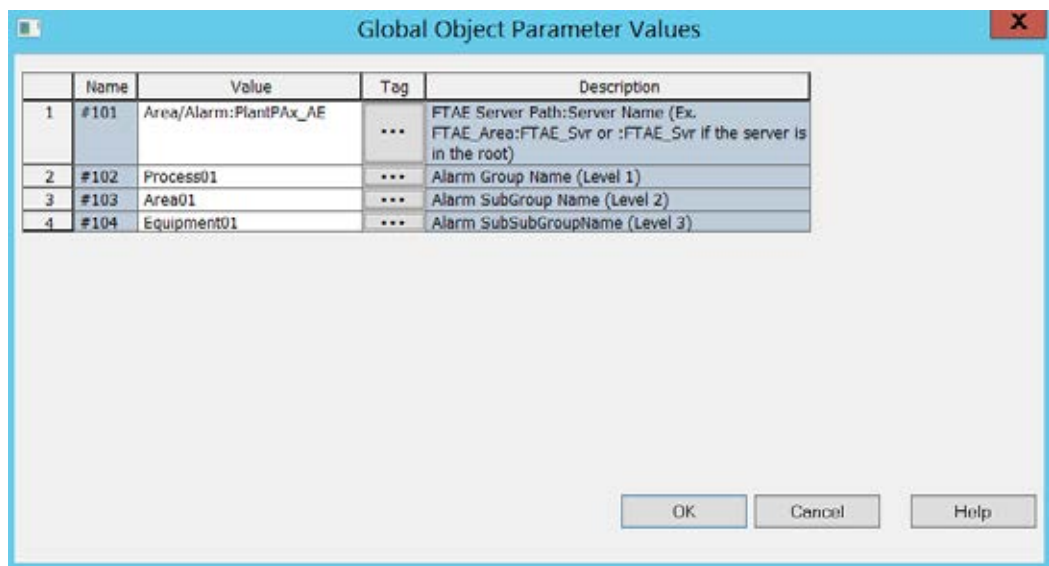 Global Object Parameter Values
X
Name Value Tag Description
1 #101 Area/Alarm:PlantPAx_AE ... FTAE Server Path:Server Name (Ex.
FTAE_Area:FTAE_Svr or :FTAE_Svr if the server is
in the root)
2 #102 Process01 ... Alarm Group Name (Level 1)
3 #103 Area01 ... Alarm SubGroup Name (Level 2)
4 #104 Equipment01 ... Alarm SubSubGroupName (Level 3)
OK Cancel Help